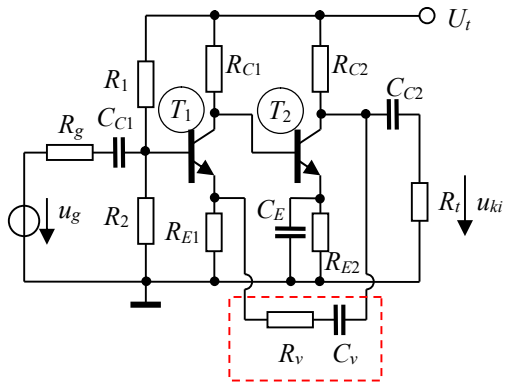 U_t
R_C1
R_C2
R_1
C_C1
T_1
T_2
C_C2
R_g
u_g
R_2
R_E1
C_E
R_E2
R_t
u_ki
R_v
C_v